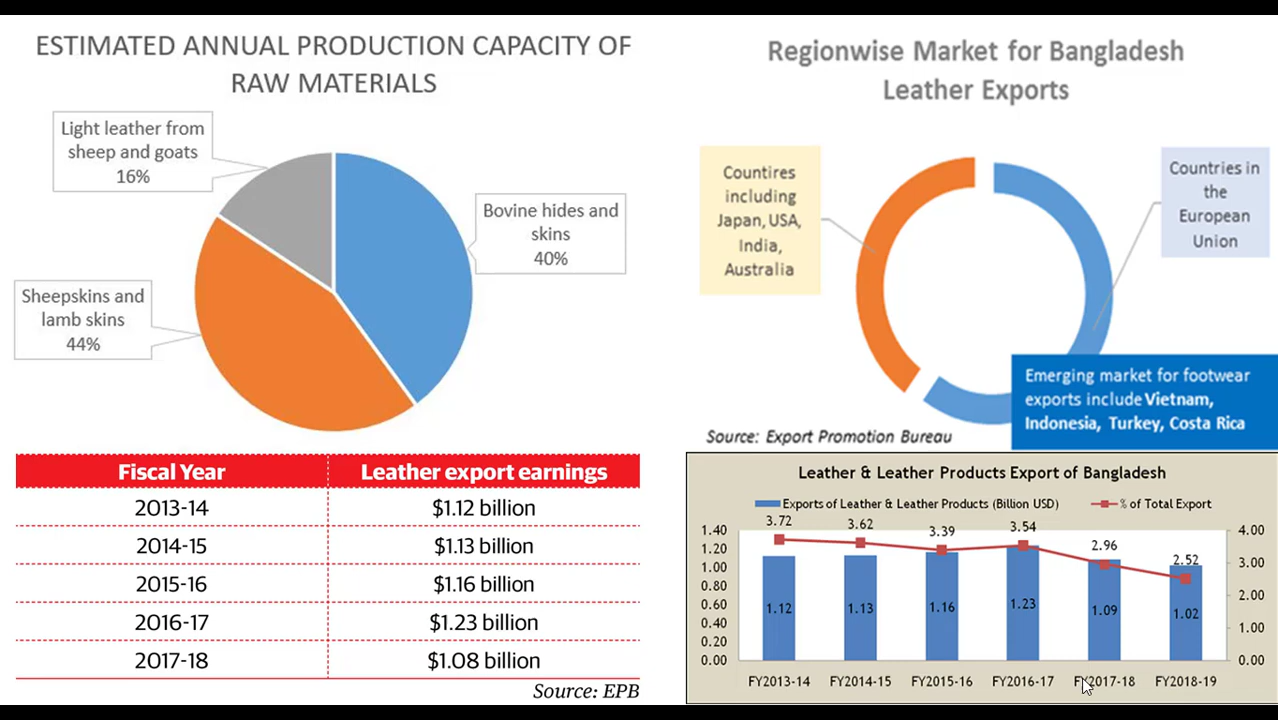 ESTIMATED ANNUAL PRODUCTION CAPACITY OF
RAW MATERIALS
Light leather from
sheep and goats
16%
Bovine hides and
skins
40%
Sheepskins and
lamb skins
44%
Regionwise Market for Bangladesh
Leather Exports
Countires
including
Japan, USA,
India,
Australia
Countries in
the
European
Union
Emerging market for footwear
exports include Vietnam,
Indonesia, Turkey, Costa Rica
Source: Export Promotion Bureau
Fiscal Year Leather export earnings
2013-14 $1.12 billion
2014-15 $1.13 billion
2015-16 $1.16 billion
2016-17 $1.23 billion
2017-18 $1.08 billion
Source: EPB
Leather & Leather Products Export of Bangladesh
Exports of Leather & Leather Products (Billion USD) % of Total Export
1.40
1.20
1.00
0.80
0.60
0.40
0.20
0.00
3.72 3.62 3.39 3.54 2.96 2.52
1.12 1.13 1.16 1.23 1.09 1.02
4.00
3.00
2.00
1.00
0.00
FY2013-14 FY2014-15 FY2015-16 FY2016-17 FY2017-18 FY2018-19